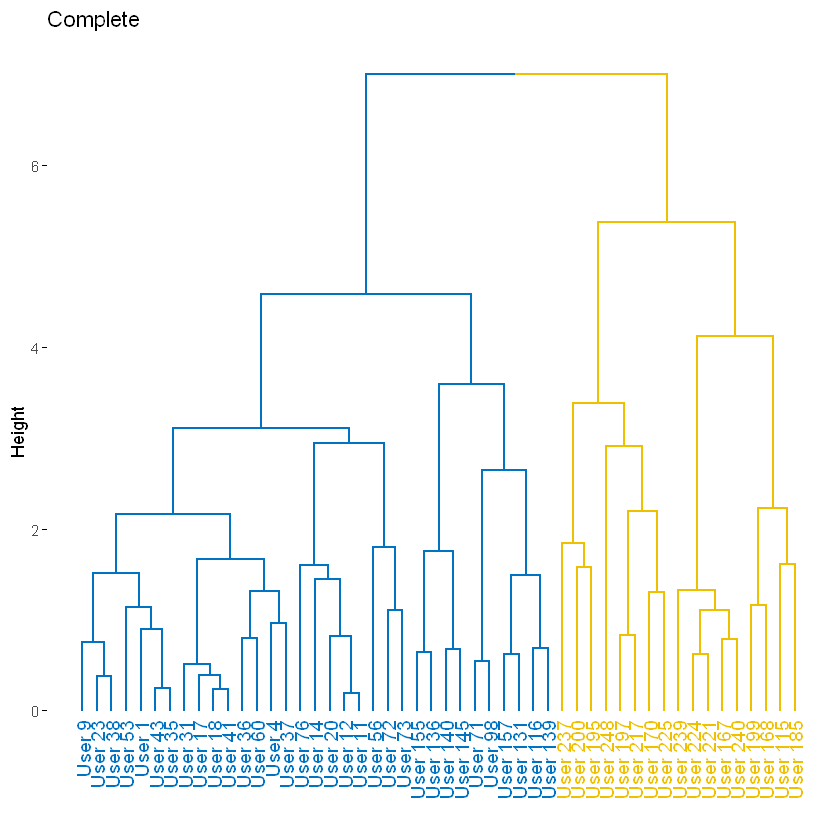 Complete
6
4
2
0
Height
User 9
User 23
User 38
User 53
User 1
User 43
User 35
User 31
User 17
User 18
User 41
User 36
User 60
User 4
User 37
User 76
User 14
User 20
User 12
User 11
User 56
User 72
User 73
User 155
User 136
User 140
User 145
User 71
User 98
User 157
User 131
User 116
User 139
User 237
User 200
User 195
User 248
User 197
User 217
User 170
User 225
User 239
User 224
User 221
User 167
User 240
User 199
User 168
User 115
User 185